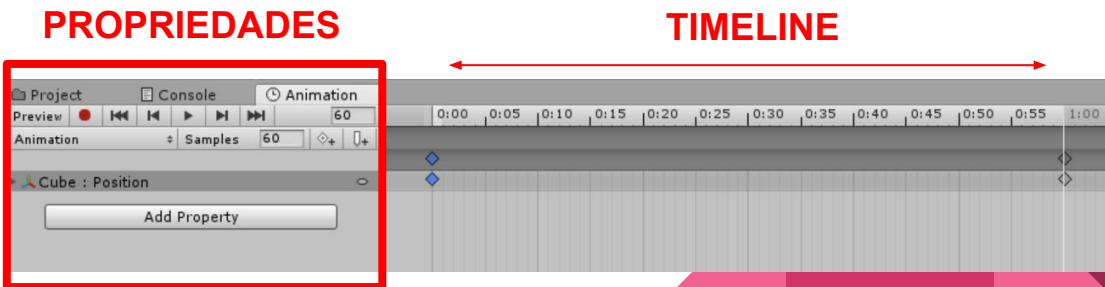 PROPRIEDADES
TIMELINE
Project Console Animation
Preview 60 0:00 0:05 0:10 0:15 0:20 0:25 0:30 0:35 0:40 0:45 0:50 0:55 1:00
Animation Samples 60
Cube : Position
Add Property